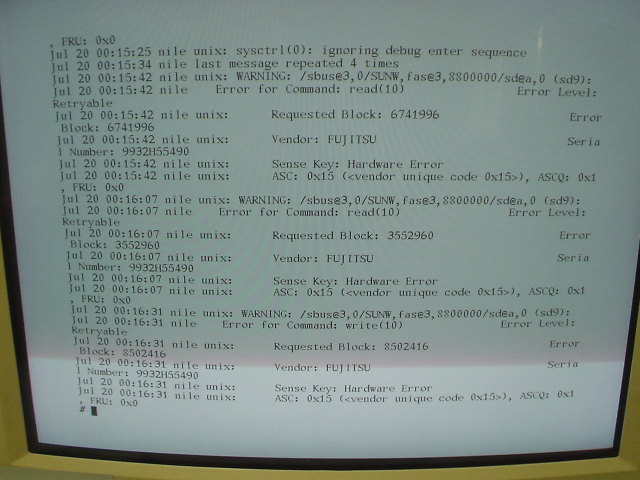 , FRU: 0x0
Jul 20 00:15:25 nile unix: sysctrl(0): ignoring debug enter sequence
Jul 20 00:15:34 nile last message repeated 4 times
Jul 20 00:15:42 nile unix: WARNING: /sbus@3,0/SUNW,fas@3,8800000/sd@a,0 (sd9):
Jul 20 00:15:42 nile    Error for Command: read(10)                Error Level:
Retryable
Jul 20 00:15:42 nile unix:      Requested Block: 6741996                   Error
 Block: 6741996
Jul 20 00:15:42 nile unix:      Vendor: FUJITSU                            Seria
l Number: 9932H55490
Jul 20 00:15:42 nile unix:      Sense Key: Hardware Error
Jul 20 00:15:42 nile unix:      ASC: 0x15 (<vendor unique code 0x15>), ASCQ: 0x1
, FRU: 0x0
Jul 20 00:16:07 nile unix: WARNING: /sbus@3,0/SUNW,fas@3,8800000/sd@a,0 (sd9):
Jul 20 00:16:07 nile    Error for Command: read(10)                Error Level:
Retryable
Jul 20 00:16:07 nile unix:      Requested Block: 3552960                   Error
 Block: 3552960
Jul 20 00:16:07 nile unix:      Vendor: FUJITSU                            Seria
l Number: 9932H55490
Jul 20 00:16:07 nile unix:      Sense Key: Hardware Error
Jul 20 00:16:07 nile unix:      ASC: 0x15 (<vendor unique code 0x15>), ASCQ: 0x1
, FRU: 0x0
Jul 20 00:16:31 nile unix: WARNING: /sbus@3,0/SUNW,fas@3,8800000/sd@a,0 (sd9):
Jul 20 00:16:31 nile    Error for Command: write(10)               Error Level:
Retryable
Jul 20 00:16:31 nile unix:      Requested Block: 8502416                   Error
 Block: 8502416
Jul 20 00:16:31 nile unix:      Vendor: FUJITSU                            Seria
l Number: 9932H55490
Jul 20 00:16:31 nile unix:      Sense Key: Hardware Error
Jul 20 00:16:31 nile unix:      ASC: 0x15 (<vendor unique code 0x15>), ASCQ: 0x1
, FRU: 0x0
#